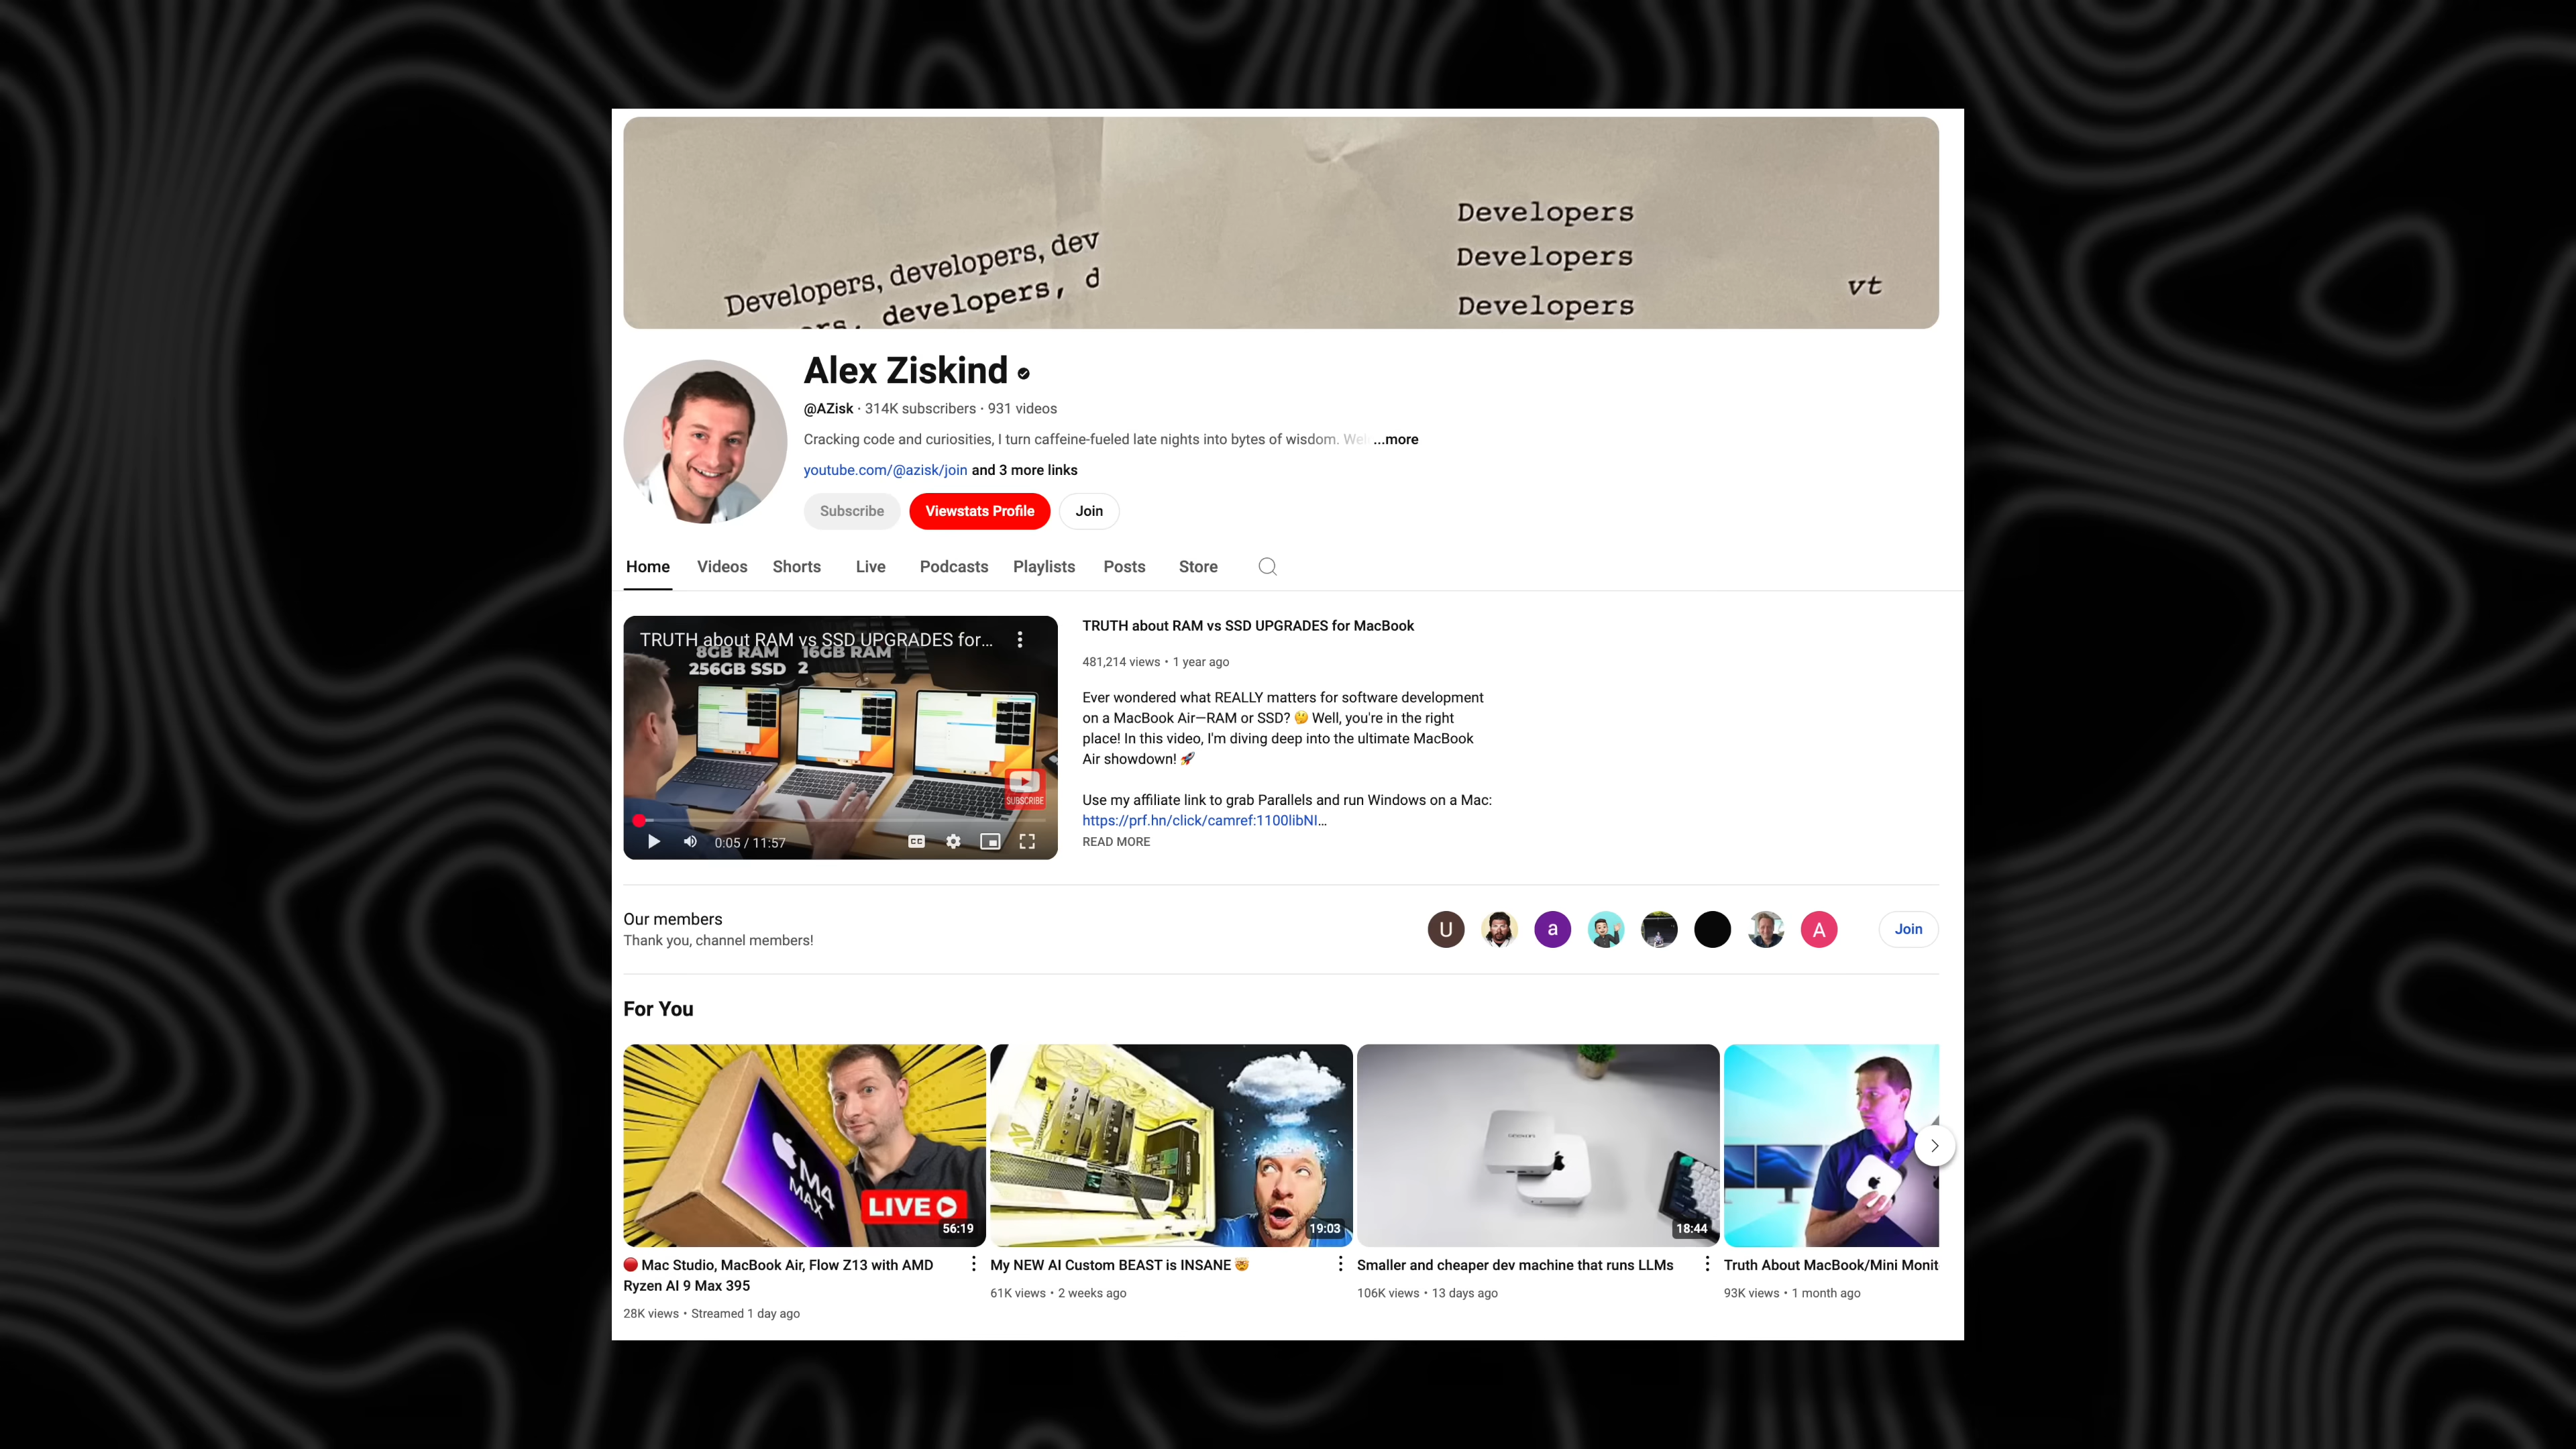 Developers, developers, dev
developers, d
Developers
Developers
Developers
vt
Alex Ziskind
@AZisk · 314K subscribers · 931 videos
Cracking code and curiosities, I turn caffeine-fueled late nights into bytes of wisdom. Wel ...more
youtube.com/@azisk/join and 3 more links
Subscribe Viewstats Profile Join
Home Videos Shorts Live Podcasts Playlists Posts Store
TRUTH about RAM vs SSD UPGRADES for...
8GB RAM 16GB RAM
256GB SSD 2
SUBSCRIBE
0:05 / 11:57
CC
TRUTH about RAM vs SSD UPGRADES for MacBook
481,214 views • 1 year ago
Ever wondered what REALLY matters for software development
on a MacBook Air—RAM or SSD? 🤔 Well, you're in the right
place! In this video, I'm diving deep into the ultimate MacBook
Air showdown! 🚀
Use my affiliate link to grab Parallels and run Windows on a Mac:
https://prf.hn/click/camref:1100libNI...
READ MORE
Our members
Thank you, channel members!
U a A
Join
For You
M4
MAX
LIVE
56:19
19:03
18:44
🔴 Mac Studio, MacBook Air, Flow Z13 with AMD
Ryzen AI 9 Max 395
28K views • Streamed 1 day ago
My NEW AI Custom BEAST is INSANE 🤯
61K views • 2 weeks ago
Smaller and cheaper dev machine that runs LLMs
106K views • 13 days ago
Truth About MacBook/Mini Monit
93K views • 1 month ago